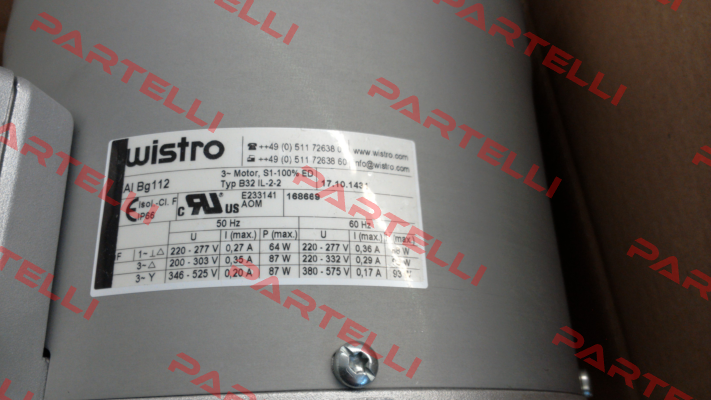 wistro
☎ ++49 (0) 511 72638
++49 (0) 511 72638 60
wistro.com
info@wistro.com
AI Bg112
3~ Motor, S1-100% ED
Typ B32 IL-2-2
Isol.-Cl. F
IP66
C UR US
E233141
AOM
168669
50 Hz 60 Hz
U I (max.) P (max.) U I (max.) (max.)
F 1~ ⊥△ 220 - 277 V 0,27 A 64 W 220 - 277 V 0,36 A W
3~ △ 200 - 303 V 0,35 A 87 W 220 - 332 V 0,29 A
3~ Y 346 - 525 V 0,20 A 87 W 380 - 575 V 0,17 A
PARTELLI
PARTELLI
PARTELLI
PARTELLI
PARTELLI
PARTELLI
PARTELLI